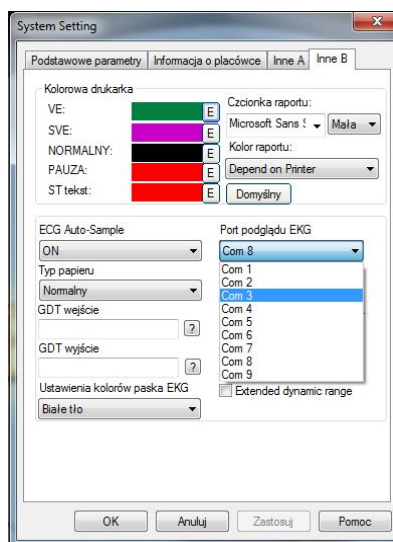 System Setting
Podstawowe parametry Informacja o placówce Inne A Inne B
Kolorowa drukarka
VE: E
SVE: E
NORMALNY: E
PAUZA: E
ST tekst: E
Czcionka raportu:
Microsoft Sans S Mała
Kolor raportu:
Depend on Printer
Domyślny
ECG Auto-Sample
ON
Typ papieru
Normalny
GDT wejście
?
GDT wyjście
?
Ustawienia kolorów paska EKG
Białe tło
Port podglądu EKG
Com 8
Com 1
Com 2
Com 3
Com 4
Com 5
Com 6
Com 7
Com 8
Com 9
Extended dynamic range
OK Anuluj Zastosuj Pomoc